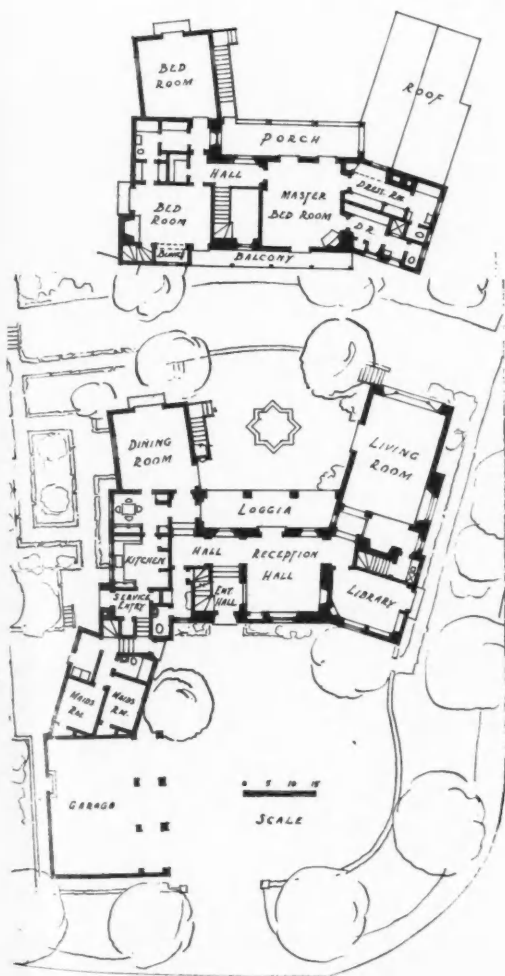 BED
ROOM
ROOF
PORCH
HALL
DRESS. RM.
MASTER
BED ROOM
BED
ROOM
D.R.
BALCONY
DINING
ROOM
LIVING
ROOM
LOGGIA
HALL
RECEPTION
HALL
KITCHEN
SERVICE
ENTRY
ENT.
HALL
LIBRARY
MAIDS
RM.
MAIDS
RM.
GARAGE
0 5 10 15
SCALE